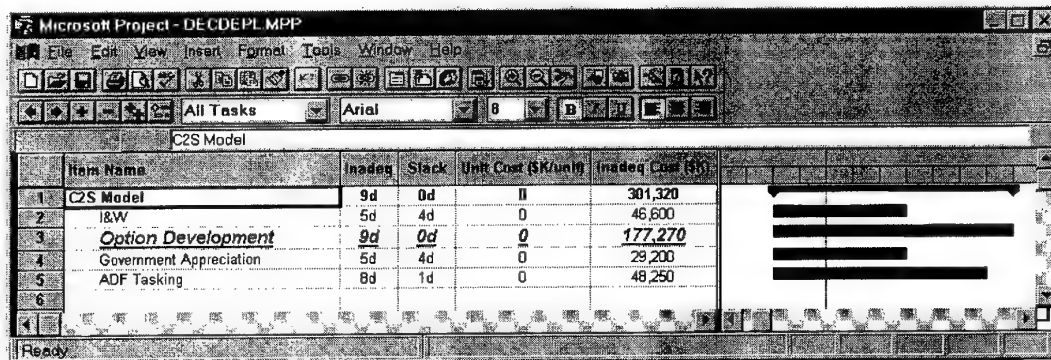 Microsoft Project - DECDEPL.MPP
File Edit View Insert Format Tools Window Help
All Tasks Arial 8 B I U
C2S Model
Item Name Inadeq Slack Unit Cost ($K/unit) Inadeq Cost ($K)
1 C2S Model 9d 0d 0 301,320
2 I&W 5d 4d 0 46,600
3 Option Development 9d 0d 0 177,270
4 Government Appreciation 5d 4d 0 29,200
5 ADF Tasking 8d 1d 0 48,250
6
Ready